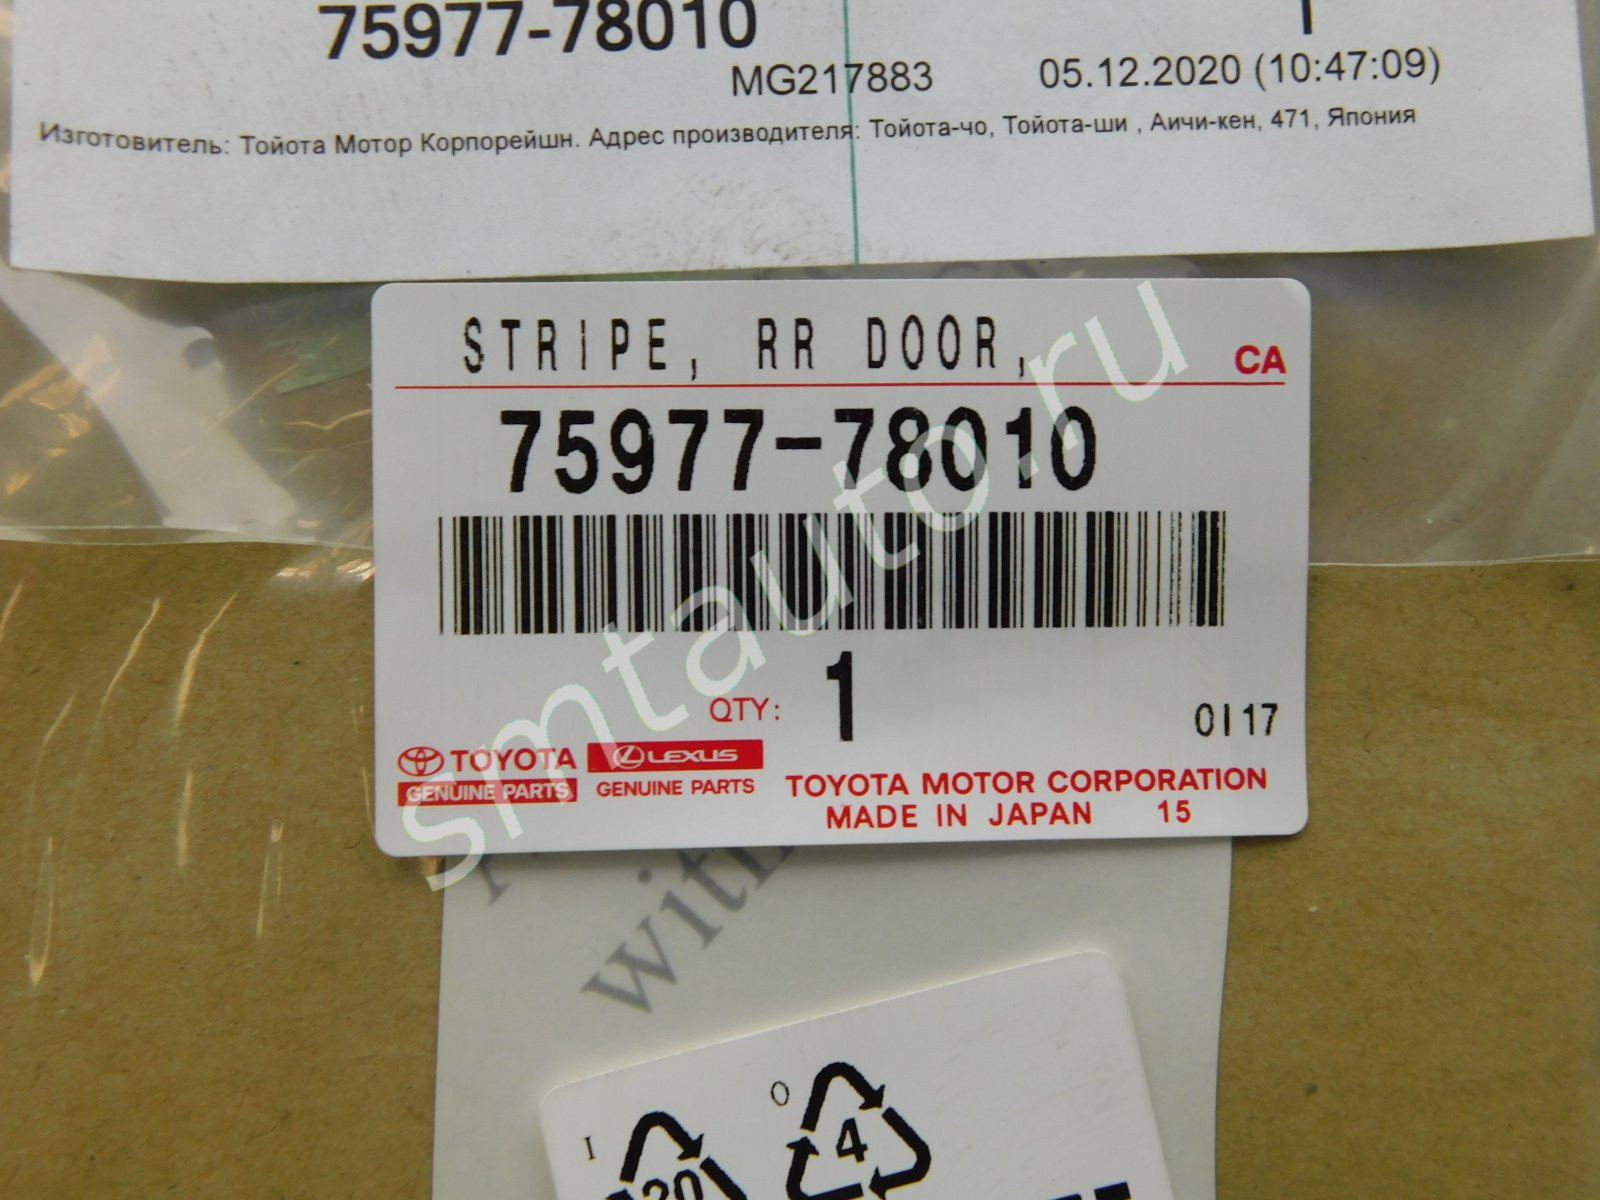 75977-78010
1
MG217883 05.12.2020 (10:47:09)
Изготовитель: Тойота Мотор Корпорейшн. Адрес производителя: Тойота-чо, Тойота-ши , Аичи-кен, 471, Япония
STRIPE, RR DOOR,
CA
75977-78010
QTY: 1
0117
TOYOTA LEXUS
GENUINE PARTS GENUINE PARTS
TOYOTA MOTOR CORPORATION
MADE IN JAPAN 15
smtauto.ru
I
20
O
4